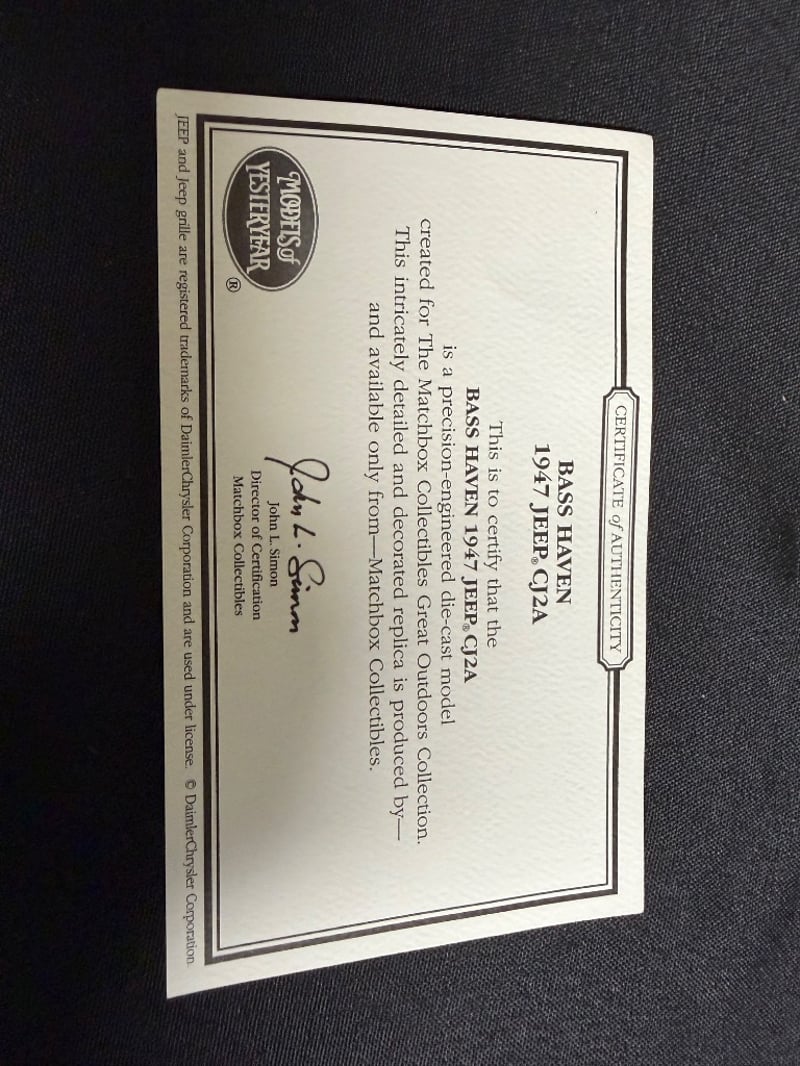 CERTIFICATE of AUTHENTICITY
BASS HAVEN
1947 JEEP® CJ2A
This is to certify that the
BASS HAVEN 1947 JEEP® CJ2A
is a precision-engineered die-cast model
created for The Matchbox Collectibles Great Outdoors Collection.
This intricately detailed and decorated replica is produced by—
and available only from—Matchbox Collectibles.
MODELS of
YESTERYEAR
®
John L. Simon
John L. Simon
Director of Certification
Matchbox Collectibles
JEEP and Jeep grille are registered trademarks of DaimlerChrysler Corporation and are used under license. © DaimlerChrysler Corporation.